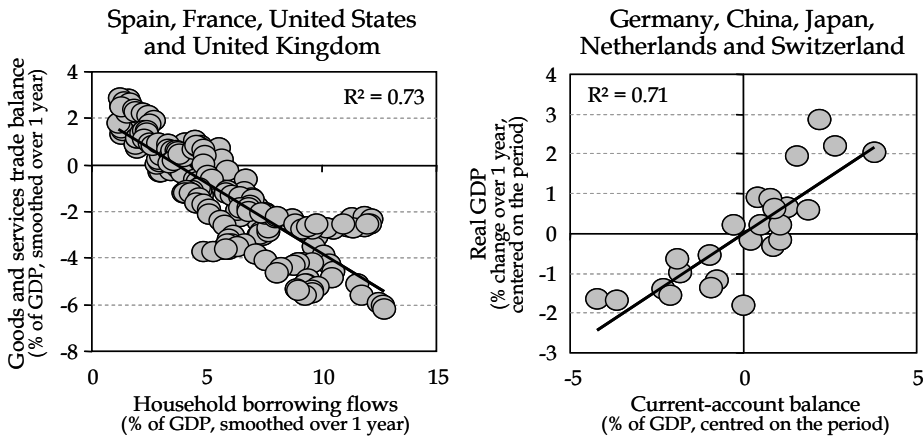 Spain, France, United States
and United Kingdom
Goods and services trade balance
(% of GDP, smoothed over 1 year)
R² = 0.73
4
2
0
-2
-4
-6
-8
0
5
10
15
Household borrowing flows
(% of GDP, smoothed over 1 year)
Germany, China, Japan,
Netherlands and Switzerland
Real GDP
(% change over 1 year,
centered on the period)
R² = 0.71
4
3
2
1
0
-1
-2
-3
-5
0
5
Current-account balance
(% of GDP, centred on the period)